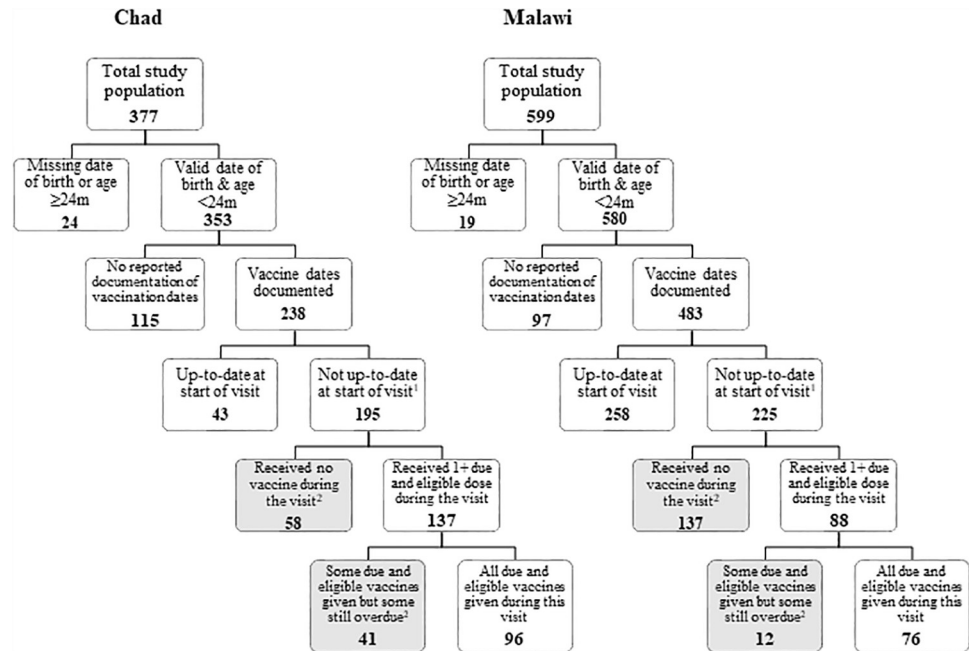 Chad
Total study
population
377
Missing date
of birth or age
≥24m
24
Valid date of
birth & age
<24m
353
No reported
documentation of
vaccination dates
115
Vaccine dates
documented
238
Up-to-date at
start of visit
43
Not up-to-date
at start of visit¹
195
Received no
vaccine during
the visit²
58
Received 1+ due
and eligible dose
during the visit
137
Some due and
eligible vaccines
given but some
still overdue²
41
All due and
eligible vaccines
given during this
visit
96
Malawi
Total study
population
599
Missing date
of birth or age
≥24m
19
Valid date of
birth & age
<24m
580
No reported
documentation of
vaccination dates
97
Vaccine dates
documented
483
Up-to-date at
start of visit
258
Not up-to-date
at start of visit¹
225
Received no
vaccine during
the visit²
137
Received 1+ due
and eligible dose
during the visit
88
Some due and
eligible vaccines
given but some
still overdue²
12
All due and
eligible vaccines
given during this
visit
76